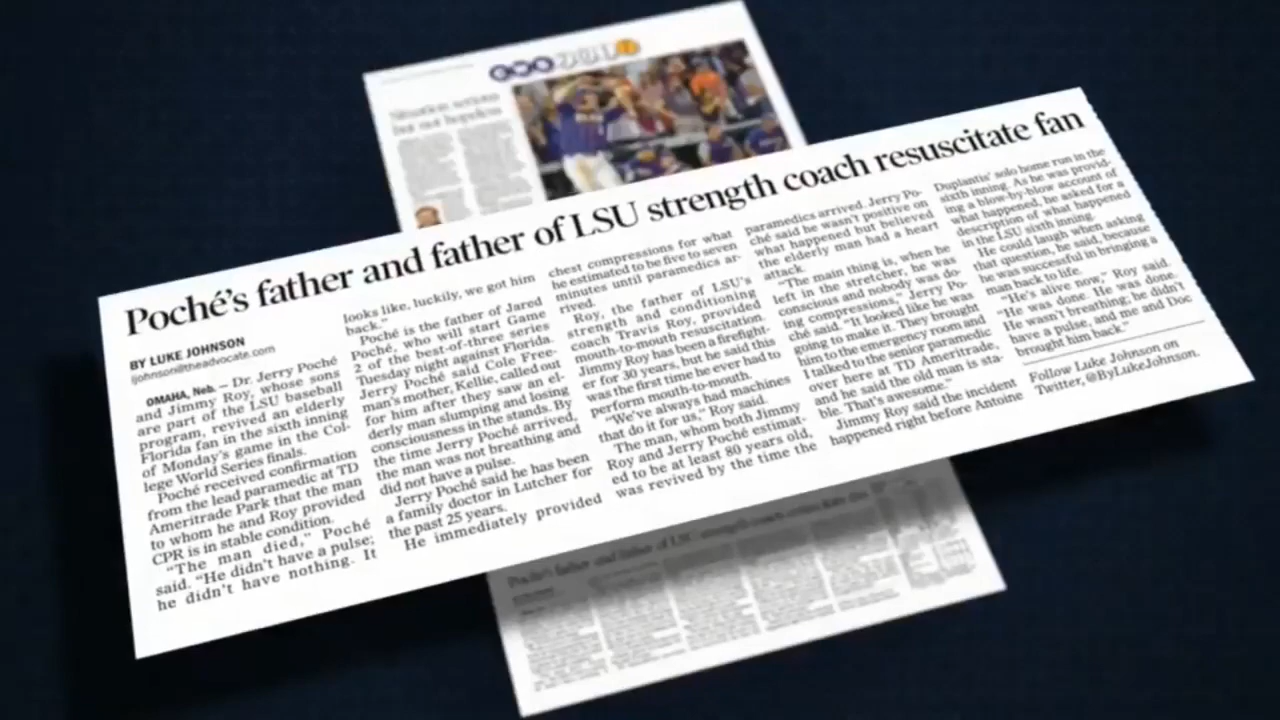 Situation serious
but not hopeless
Poché's father and father of LSU strength coach resuscitate fan
BY LUKE JOHNSON
ljohnson@theadvocate.com
OMAHA, Neb. — Dr. Jerry Poché
and Jimmy Roy, whose sons
are part of the LSU baseball
program, revived an elderly
Florida fan in the sixth inning
of Monday's game in the Col-
lege World Series finals.
Poché received confirmation
from the lead paramedic at TD
Ameritrade Park that the man
to whom he and Roy provided
CPR is in stable condition.
"The man died," Poché
said. "He didn't have a pulse;
he didn't have nothing. It
looks like, luckily, we got him
back."
Poché is the father of Jared
Poché, who will start Game
2 of the best-of-three series
Tuesday night against Florida.
Jerry Poché said Cole Free-
man's mother, Kellie, called out
for him after they saw an el-
derly man slumping and losing
consciousness in the stands. By
the time Jerry Poché arrived,
the man was not breathing and
did not have a pulse.
Jerry Poché said he has been
a family doctor in Lutcher for
the past 25 years.
He immediately provided
chest compressions for what
he estimated to be five to seven
minutes until paramedics ar-
rived.
Roy, the father of LSU's
strength and conditioning
coach Travis Roy, provided
mouth-to-mouth resuscitation.
Jimmy Roy has been a firefight-
er for 30 years, but he said this
was the first time he ever had to
perform mouth-to-mouth.
"We've always had machines
that do it for us," Roy said.
The man, whom both Jimmy
Roy and Jerry Poché estimat-
ed to be at least 80 years old,
was revived by the time the
paramedics arrived. Jerry Po-
ché said he wasn't positive on
what happened but believed
the elderly man had a heart
attack.
"The main thing is, when he
left in the stretcher, he was
conscious and nobody was do-
ing compressions," Jerry Po-
ché said. "It looked like he was
going to make it. They brought
him to the emergency room and
I talked to the senior paramedic
over here at TD Ameritrade,
and he said the old man is sta-
ble. That's awesome."
Jimmy Roy said the incident
happened right before Antoine
Duplantis' solo home run in the
sixth inning. As he was provid-
ing a blow-by-blow account of
what happened, he asked for a
description of what happened
in the LSU sixth inning.
He could laugh when asking
that question, he said, because
he was successful in bringing a
man back to life.
"He's alive now," Roy said.
"He was done. He was done.
He wasn't breathing; he didn't
have a pulse, and me and Doc
brought him back."
Follow Luke Johnson on
Twitter, @ByLukeJohnson.